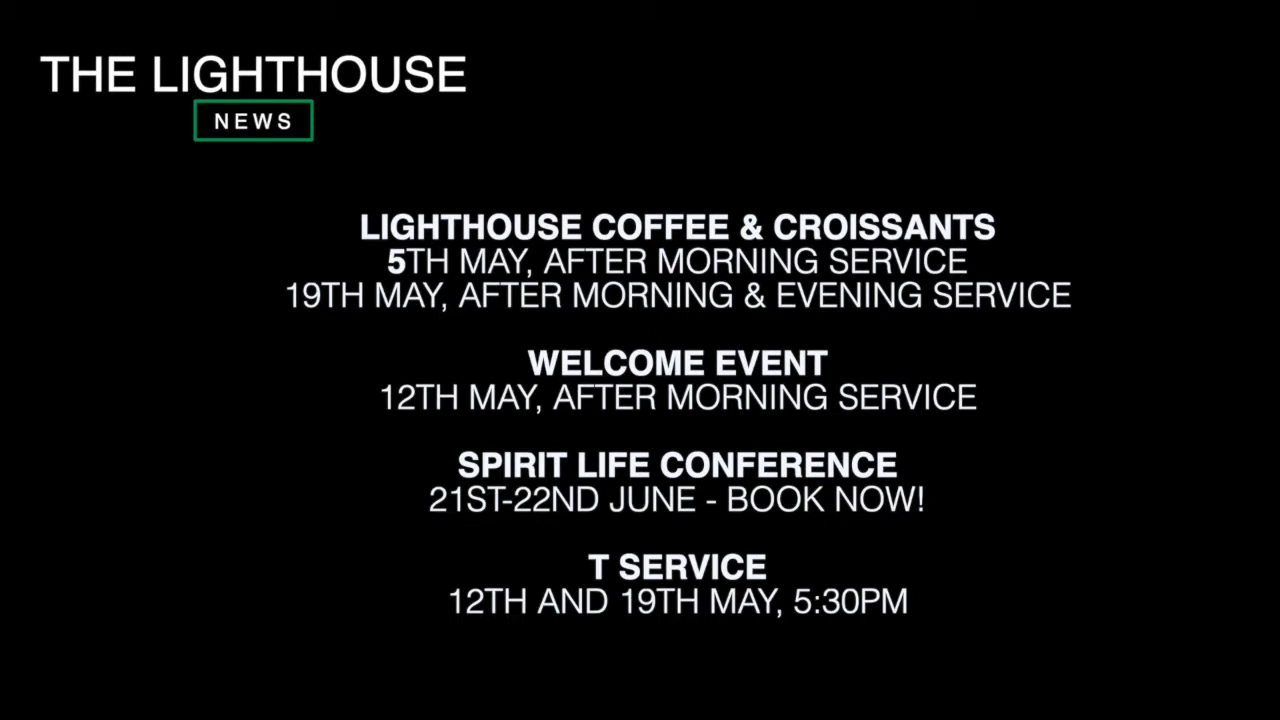 THE LIGHTHOUSE
NEWS
LIGHTHOUSE COFFEE & CROISSANTS
5TH MAY, AFTER MORNING SERVICE
19TH MAY, AFTER MORNING & EVENING SERVICE
WELCOME EVENT
12TH MAY, AFTER MORNING SERVICE
SPIRIT LIFE CONFERENCE
21ST-22ND JUNE - BOOK NOW!
T SERVICE
12TH AND 19TH MAY, 5:30PM